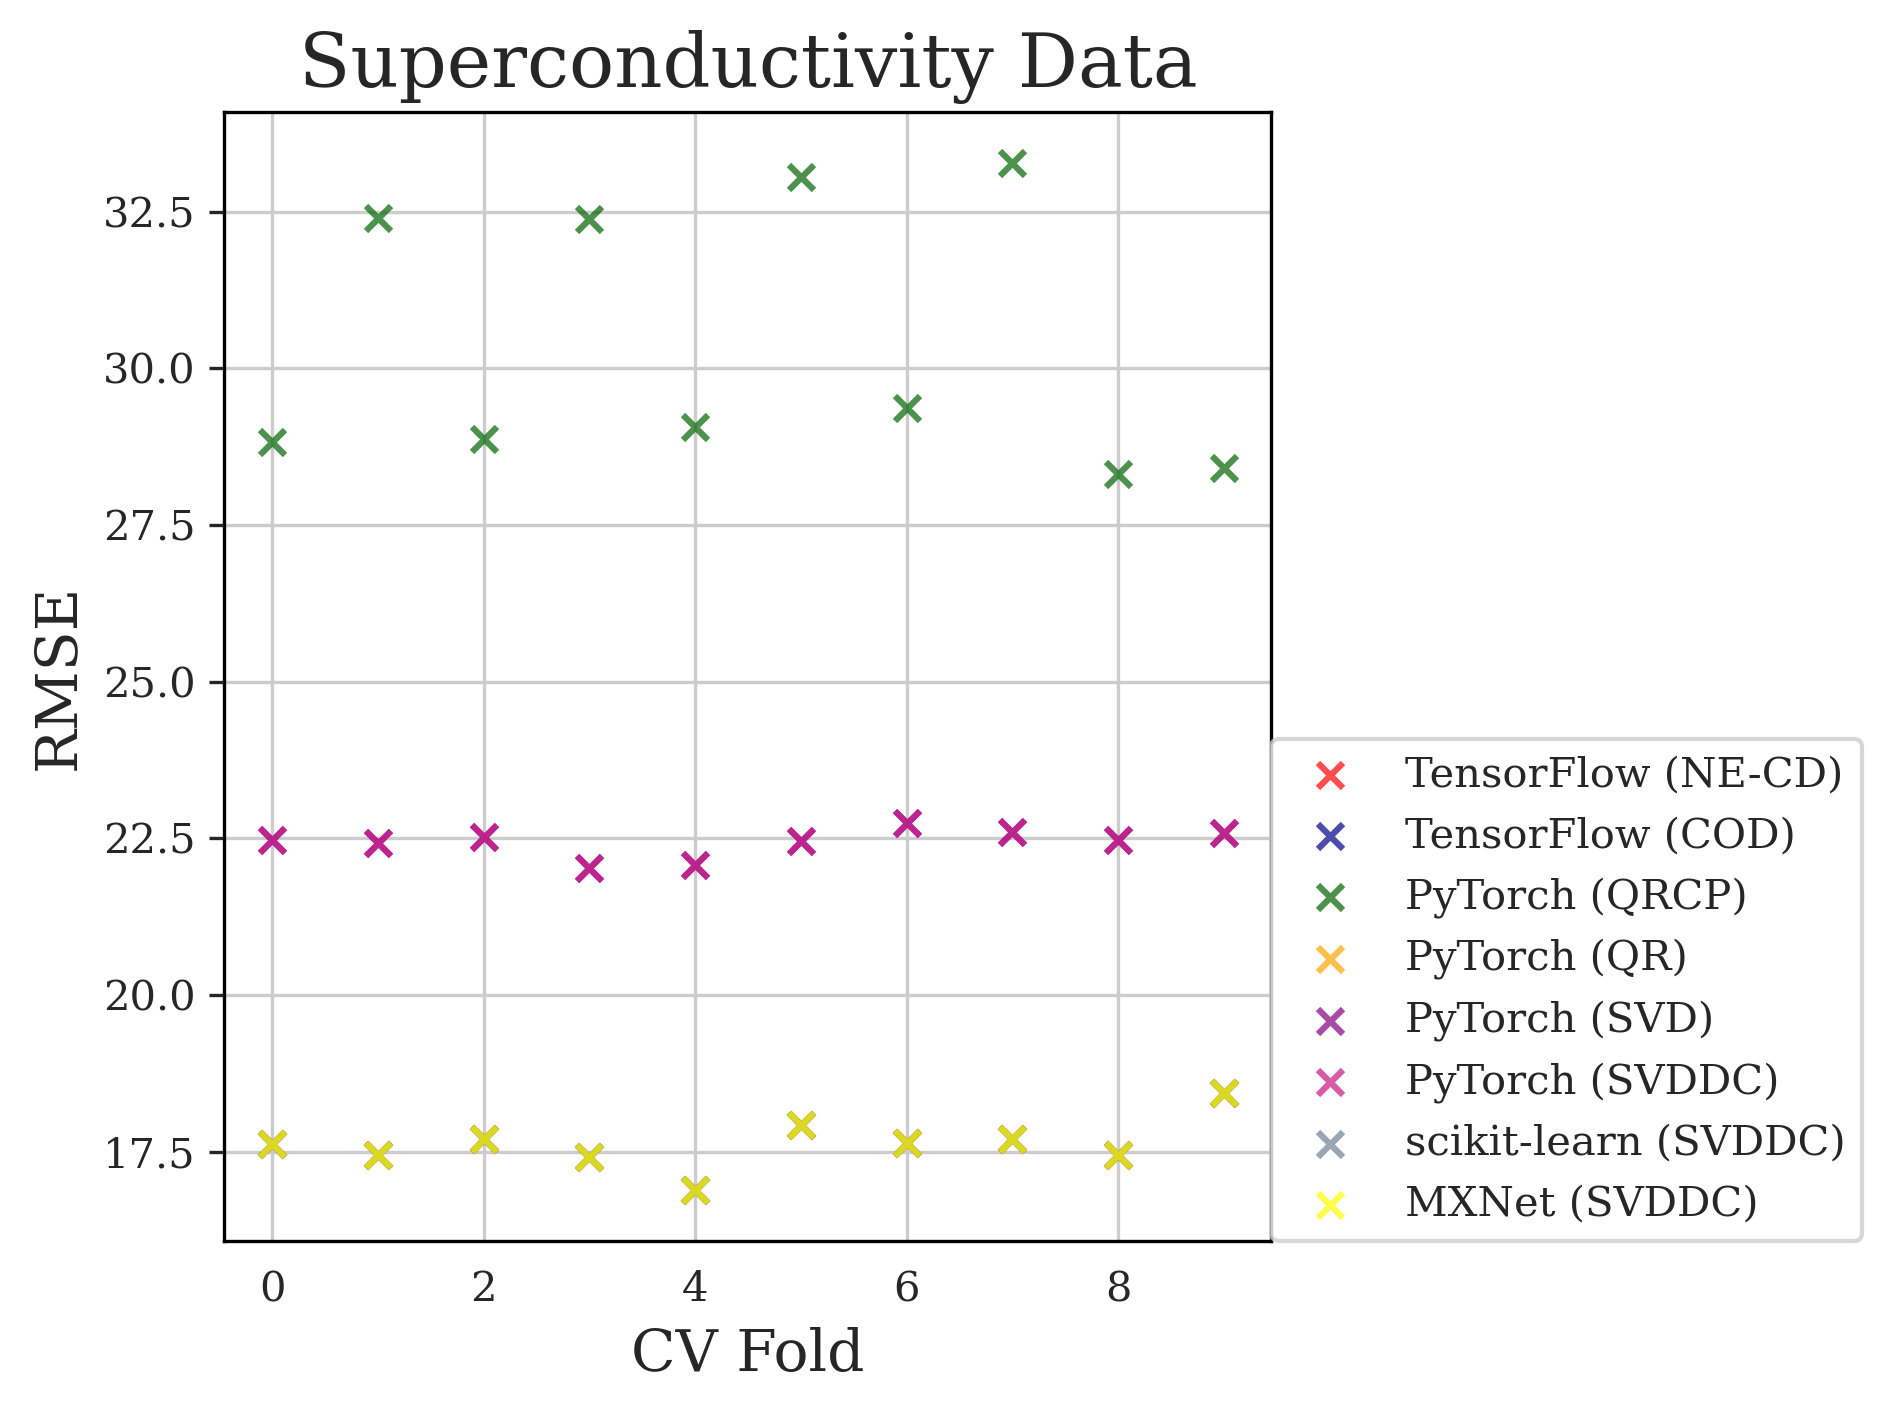 Superconductivity Data
RMSE
32.5
30.0
27.5
25.0
22.5
20.0
17.5
0 2 4 6 8
CV Fold
TensorFlow (NE-CD)
TensorFlow (COD)
PyTorch (QRCP)
PyTorch (QR)
PyTorch (SVD)
PyTorch (SVDDC)
scikit-learn (SVDDC)
MXNet (SVDDC)